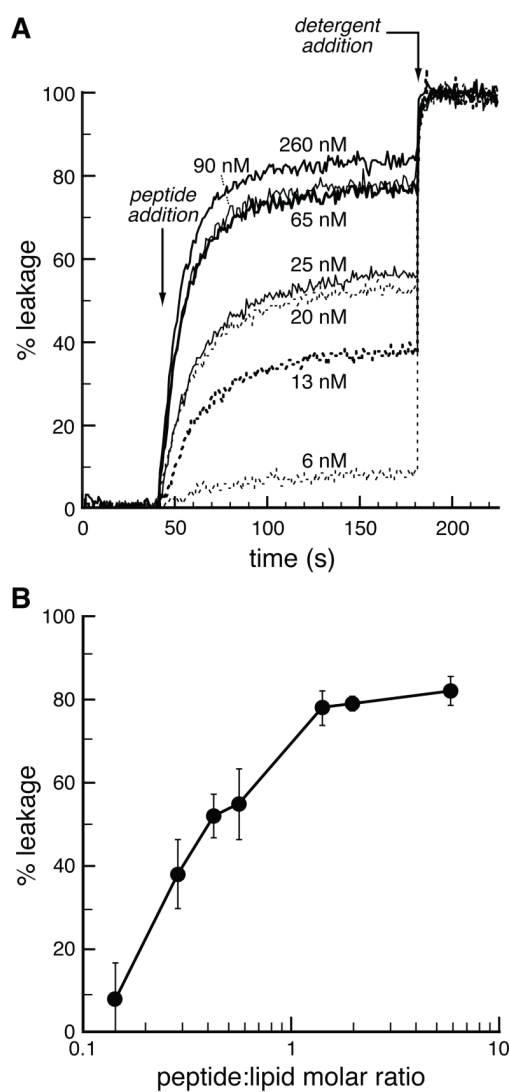 A
detergent
addition
100
80
60
40
20
0
% leakage
peptide
addition
260 nM
90 nM
65 nM
25 nM
20 nM
13 nM
6 nM
0
50
100
150
200
time (s)
B
100
80
60
40
20
0
% leakage
0.1
1
10
peptide:lipid molar ratio